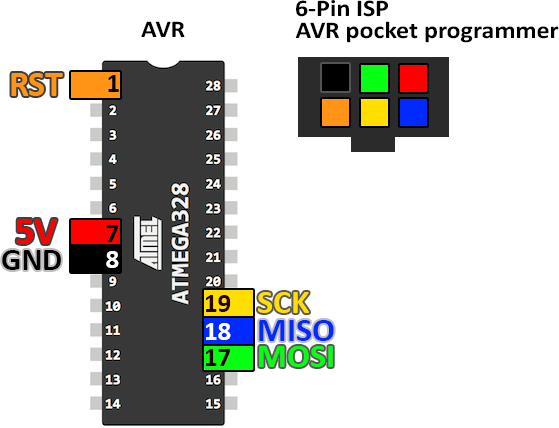 6-Pin ISP
AVR pocket programmer
AVR
RST
1
28
2
27
3
26
4
25
5
24
6
23
5V
7
22
GND
8
21
9
20
10
19
SCK
11
18
MISO
12
17
MOSI
13
16
14
15
ATMEL
ATMEGA328